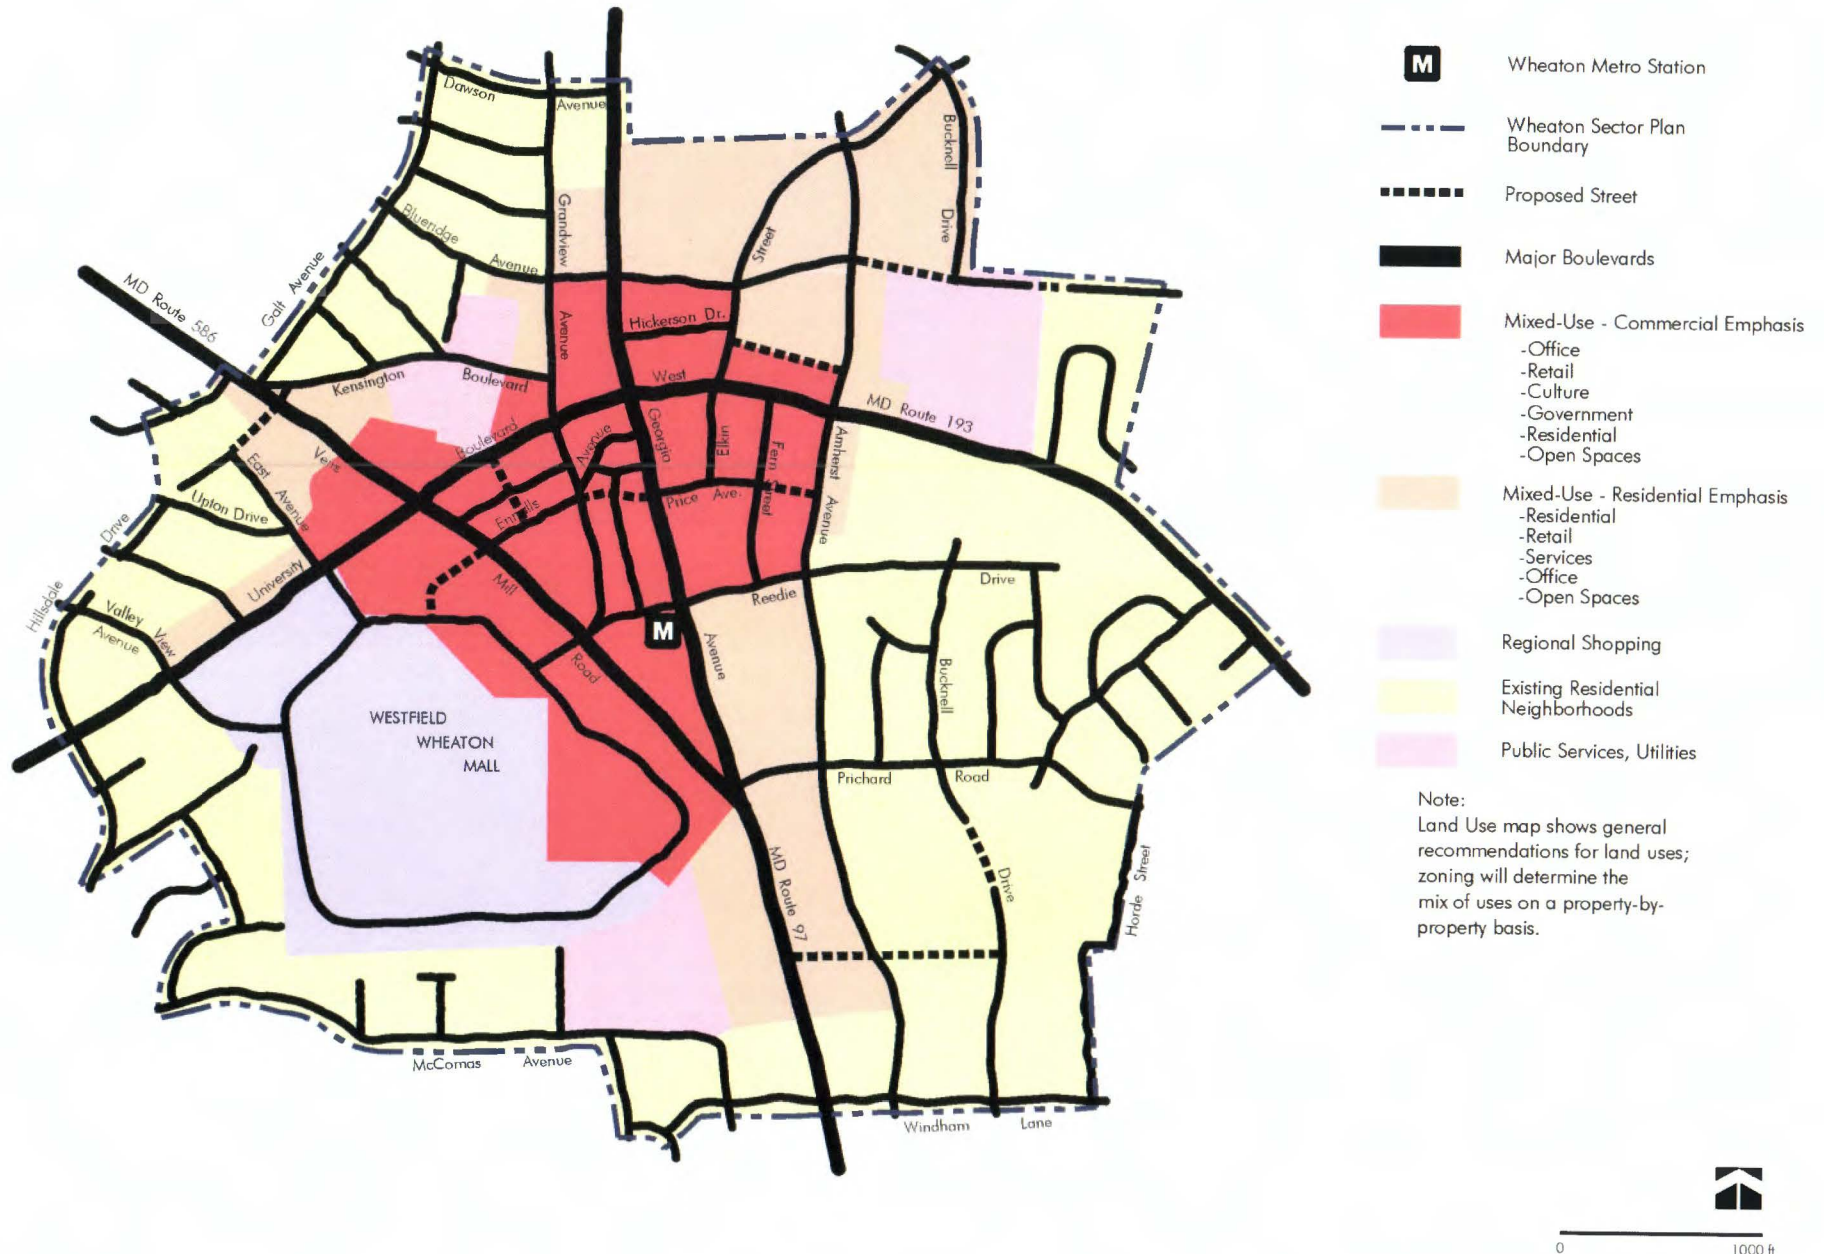 Dawson
Avenue
Bucknell
Drive
Grandview
Avenue
Blueridge
Avenue
Street
Galt Avenue
MD Route 586
Hickerson Dr.
Kensington
Boulevard
West
MD Route 193
Boulevard
Avenue
Georgia
Elkin
Fern Street
Amherst
Avenue
Veirs
East
Avenue
Upton Drive
Ennalls
Price Ave.
Drive
Hillsdale
University
Valley
View
Avenue
Mill
Road
Reedie
Drive
M
Avenue
Bucknell
WESTFIELD
WHEATON
MALL
Prichard
Road
MD Route 97
Drive
Horde Street
McComas
Avenue
Windham
Lane
M
Wheaton Metro Station
Wheaton Sector Plan
Boundary
Proposed Street
Major Boulevards
Mixed-Use - Commercial Emphasis
-Office
-Retail
-Culture
-Government
-Residential
-Open Spaces
Mixed-Use - Residential Emphasis
-Residential
-Retail
-Services
-Office
-Open Spaces
Regional Shopping
Existing Residential
Neighborhoods
Public Services, Utilities
Note:
Land Use map shows general
recommendations for land uses;
zoning will determine the
mix of uses on a property-by-
property basis.
0
1000 ft